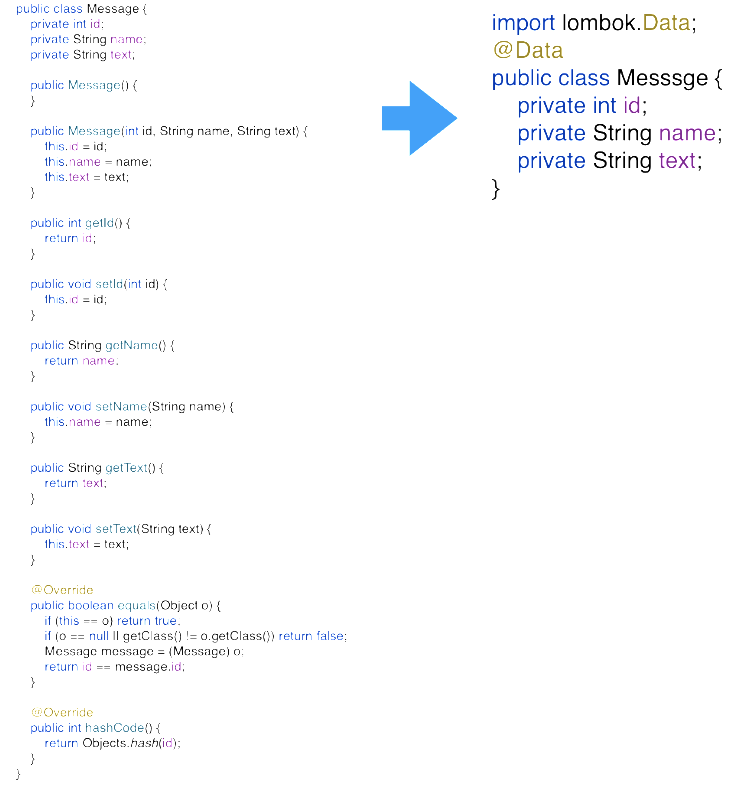 public class Message {
private int id;
private String name;
private String text;
public Message() {
}
public Message(int id, String name, String text) {
this.id = id;
this.name = name;
this.text = text;
}
public int getId() {
return id;
}
public void setId(int id) {
this.id = id;
}
public String getName() {
return name;
}
public void setName(String name) {
this.name = name;
}
public String getText() {
return text;
}
public void setText(String text) {
this.text = text;
}
@Override
public boolean equals(Object o) {
if (this == o) return true;
if (o == null || getClass() != o.getClass()) return false;
Message message = (Message) o;
return id == message.id;
}
@Override
public int hashCode() {
return Objects.hash(id);
}
}
import lombok.Data;
@Data
public class Messsge {
private int id;
private String name;
private String text;
}